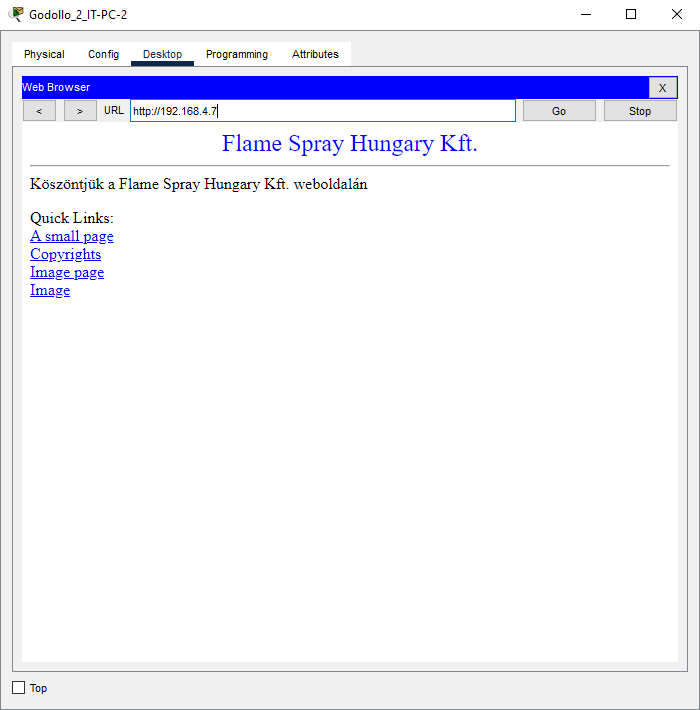 Godollo_2_IT-PC-2
Physical Config Desktop Programming Attributes
Web Browser X
< > URL http://192.168.4.7 Go Stop
Flame Spray Hungary Kft.
Köszöntjük a Flame Spray Hungary Kft. weboldalán
Quick Links:
A small page
Copyrights
Image page
Image
Top